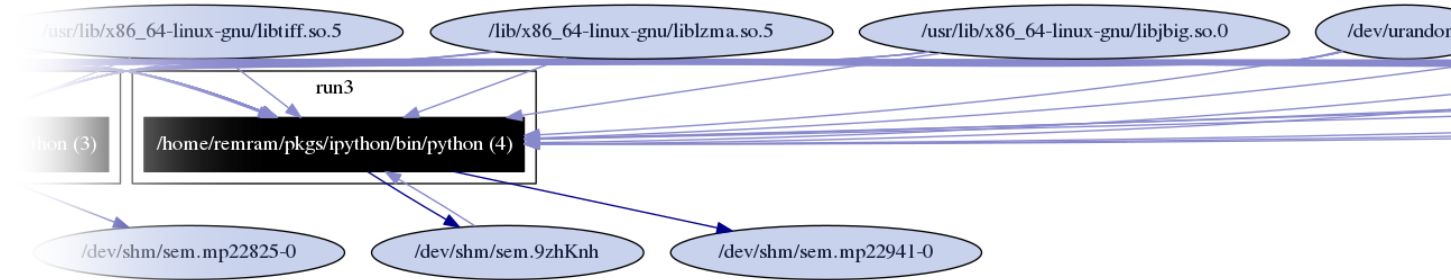 /usr/lib/x86_64-linux-gnu/libtiff.so.5
/lib/x86_64-linux-gnu/liblzma.so.5
/usr/lib/x86_64-linux-gnu/libjbig.so.0
/dev/urandom
run3
thon (3)
/home/remram/pkgs/ipython/bin/python (4)
/dev/shm/sem.mp22825-0
/dev/shm/sem.9zhKnh
/dev/shm/sem.mp22941-0